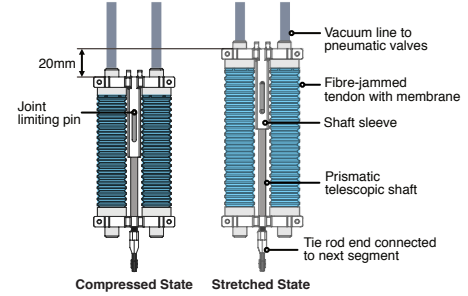 Vacuum line to
pneumatic valves
20mm
Fibre-jammed
tendon with membrane
Joint
limiting pin
Shaft sleeve
Prismatic
telescopic shaft
Tie rod end connected
to next segment
Compressed State
Stretched State